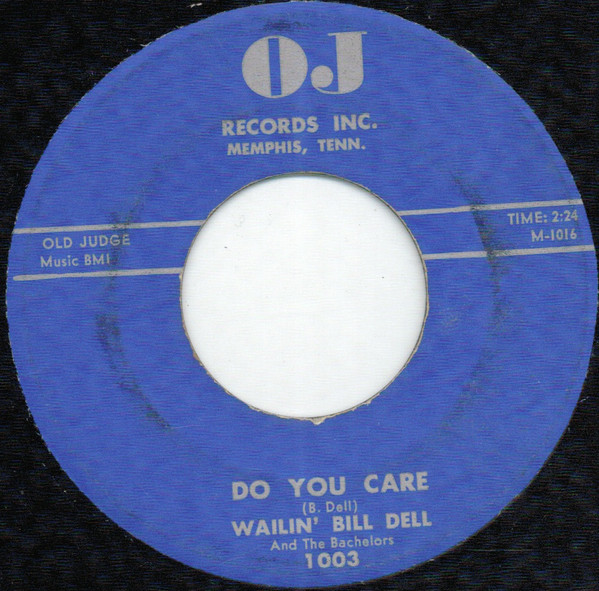 OJ
RECORDS INC.
MEMPHIS, TENN.
OLD JUDGE
Music BMI
TIME: 2:24
M-1016
DO YOU CARE
(B. Dell)
WAILIN' BILL DELL
And The Bachelors
1003